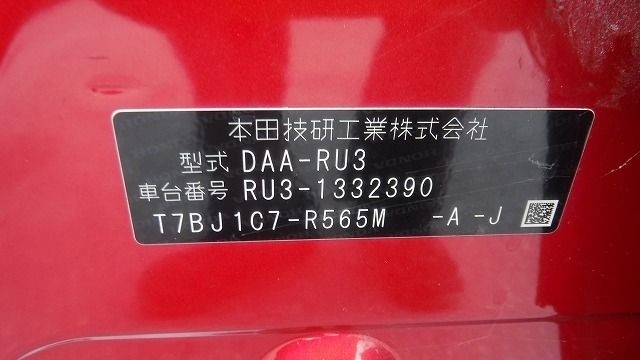 本田技研工業株式会社
型式 DAA-RU3
車台番号 RU3-1332390
T7BJ1C7-R565M -A -J